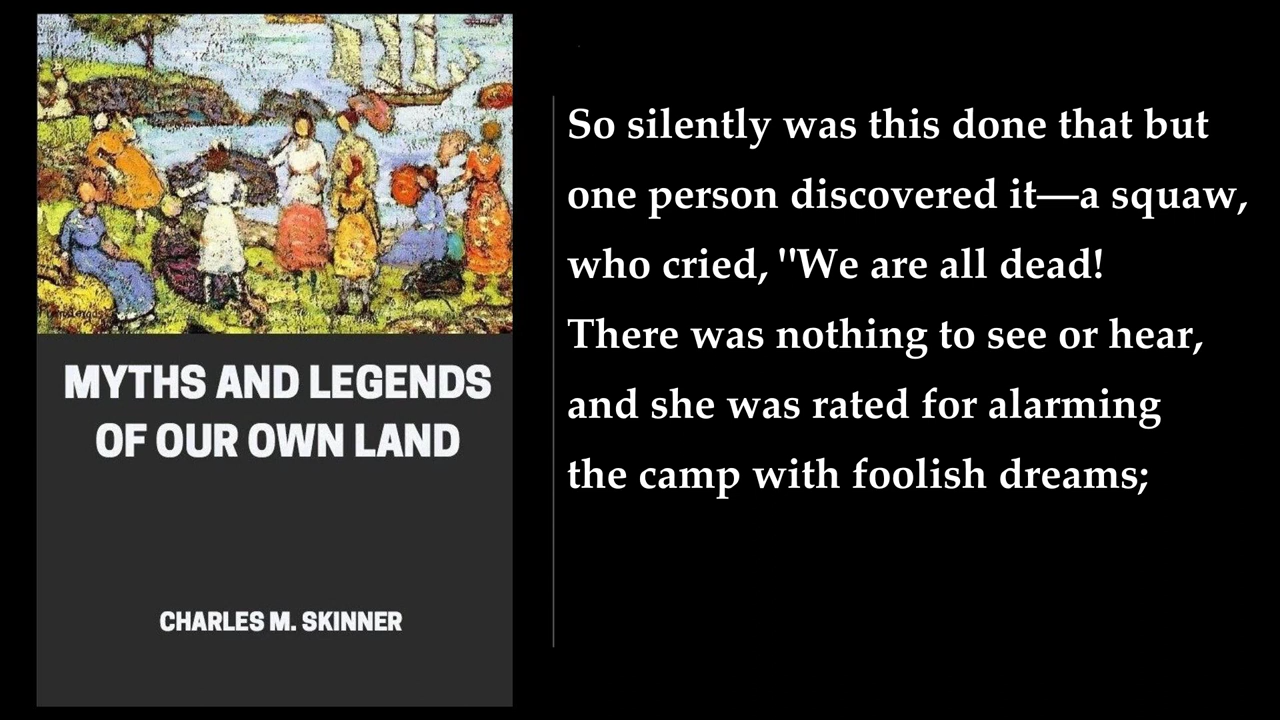 MYTHS AND LEGENDS
OF OUR OWN LAND
CHARLES M. SKINNER
So silently was this done that but
one person discovered it—a squaw,
who cried, "We are all dead!
There was nothing to see or hear,
and she was rated for alarming
the camp with foolish dreams;